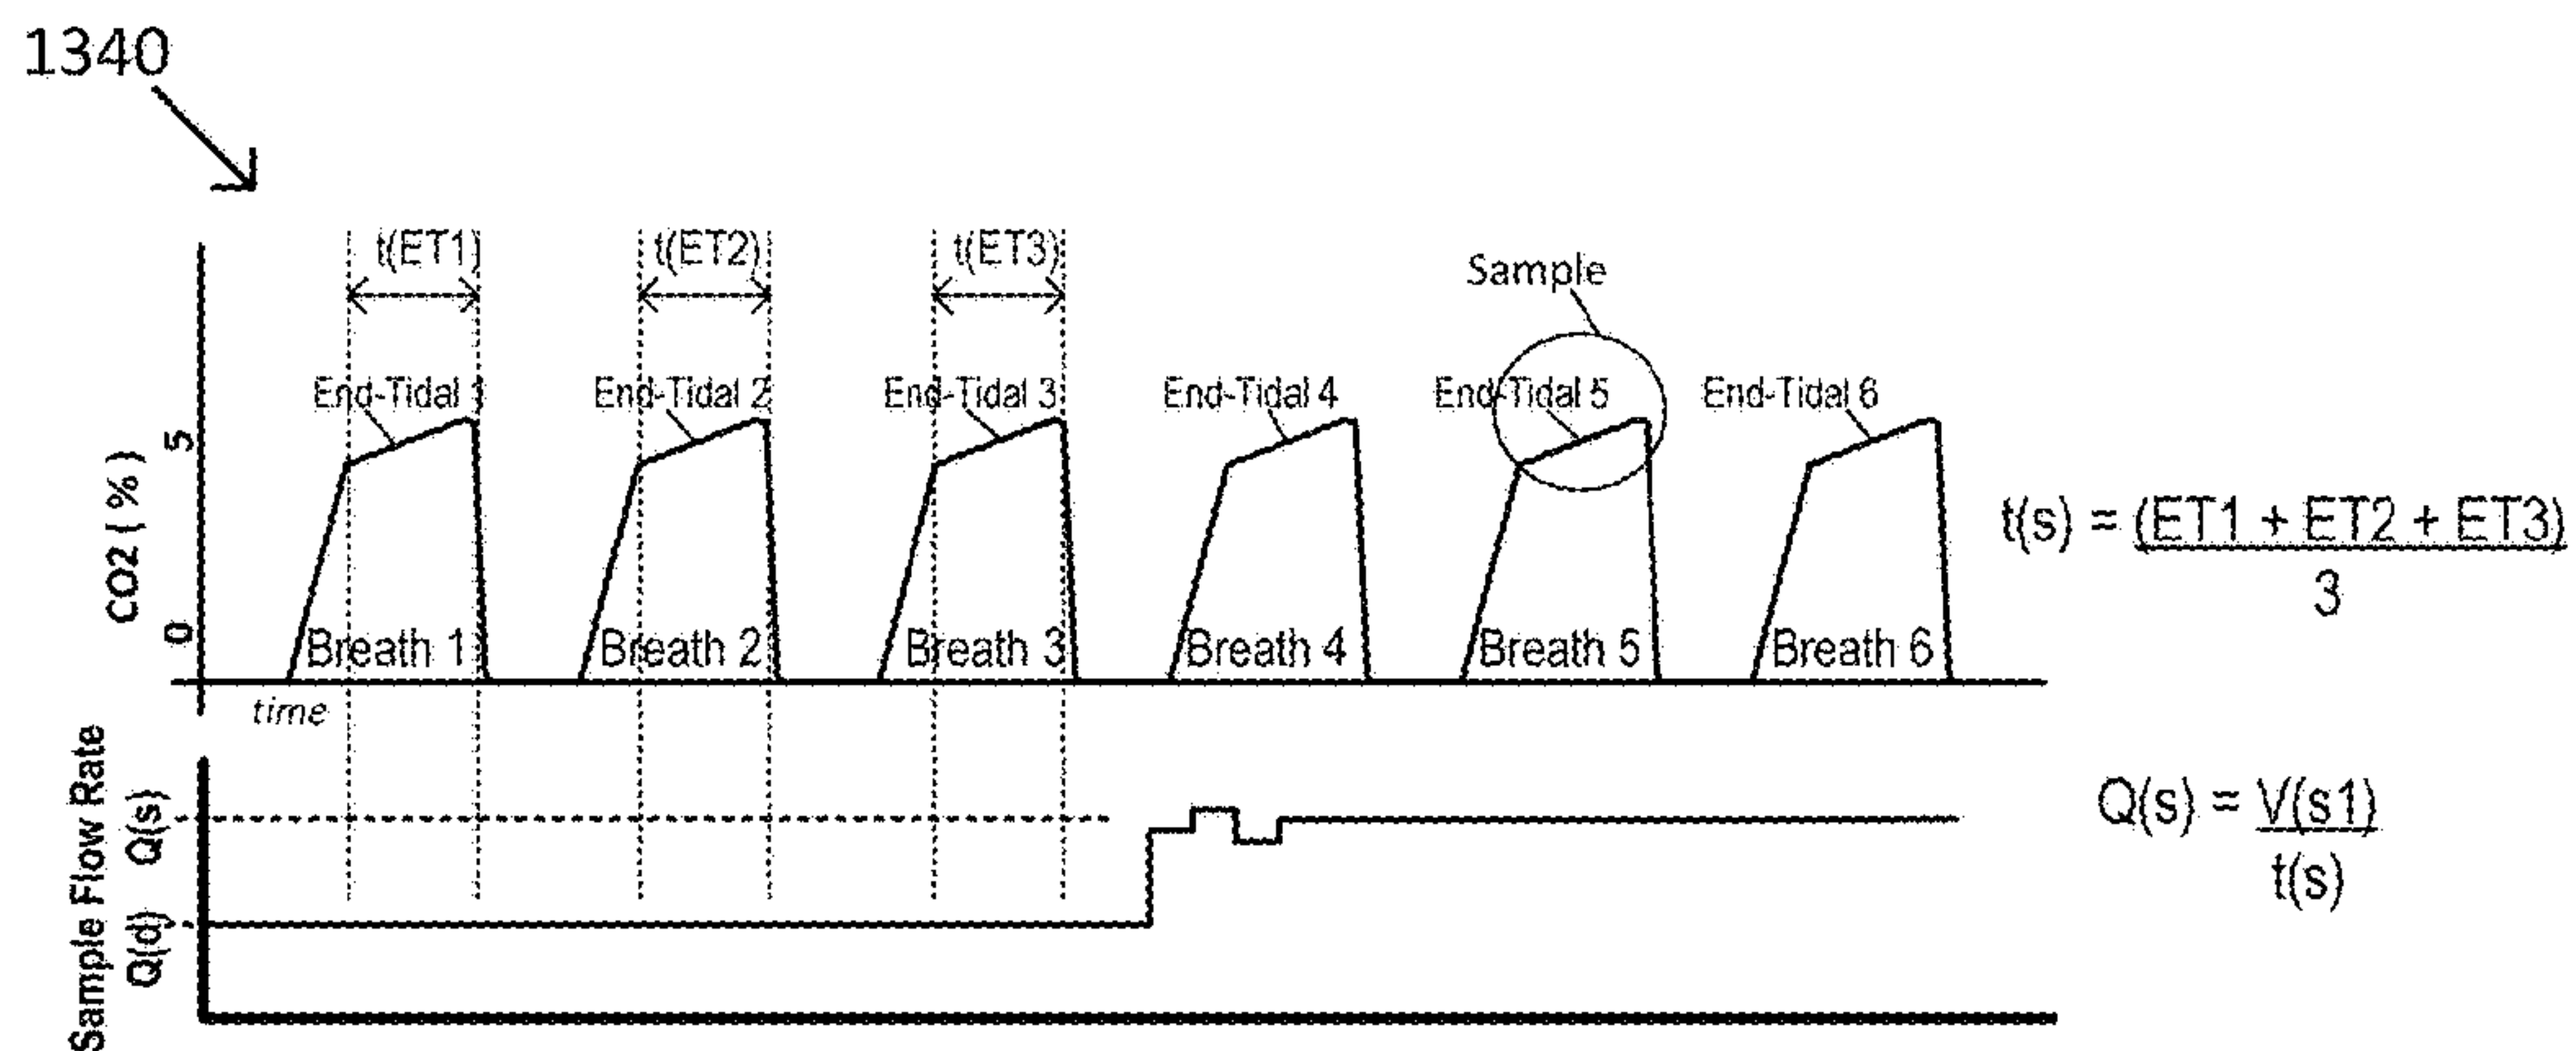 1340
t(ET1)
t(ET2)
t(ET3)
Sample
End-Tidal 1
End-Tidal 2
End-Tidal 3
End-Tidal 4
End-Tidal 5
End-Tidal 6
CO2 ( % )
5
0
Breath 1
Breath 2
Breath 3
Breath 4
Breath 5
Breath 6
time
t(s) = (ET1 + ET2 + ET3)
3
Sample Flow Rate
Q(s)
Q(d)
Q(s) = V(s1)
t(s)